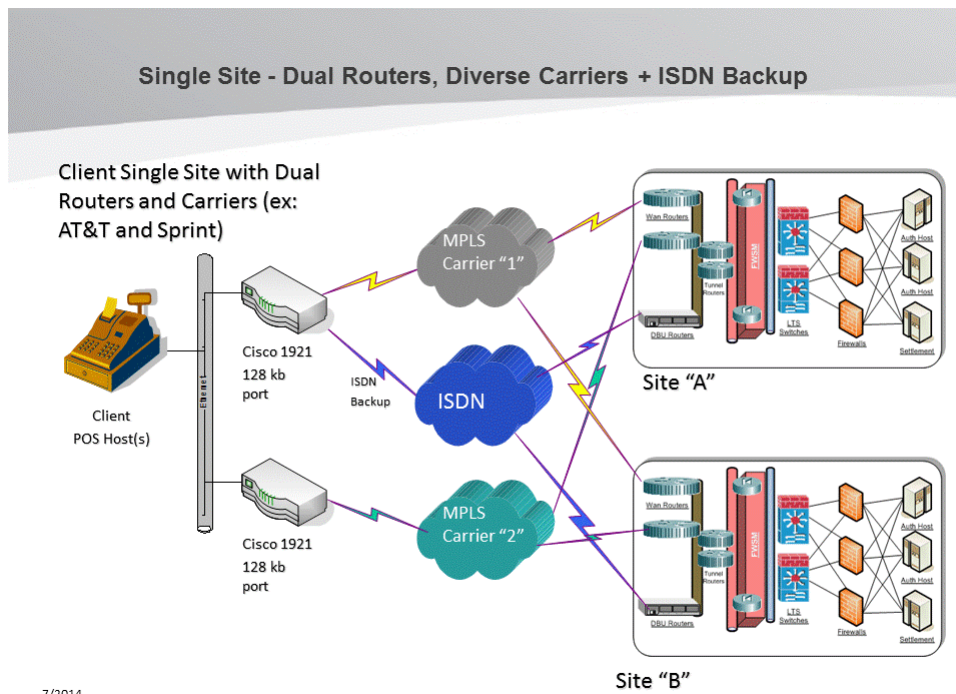 Single Site - Dual Routers, Diverse Carriers + ISDN Backup
Client Single Site with Dual
Routers and Carriers (ex:
AT&T and Sprint)
Ethernet
Client
POS Host(s)
Cisco 1921
128 kb
port
ISDN
Backup
Cisco 1921
128 kb
port
MPLS
Carrier "1"
ISDN
MPLS
Carrier "2"
Wan Routers
DBU Routers
Tunnel
Routers
FWSM
LTS
Switches
Firewalls
Auth Host
Auth Host
Settlement
Site "A"
Wan Routers
DBU Routers
Tunnel
Routers
FWSM
LTS
Switches
Firewalls
Auth Host
Auth Host
Settlement
Site "B"
7/2014